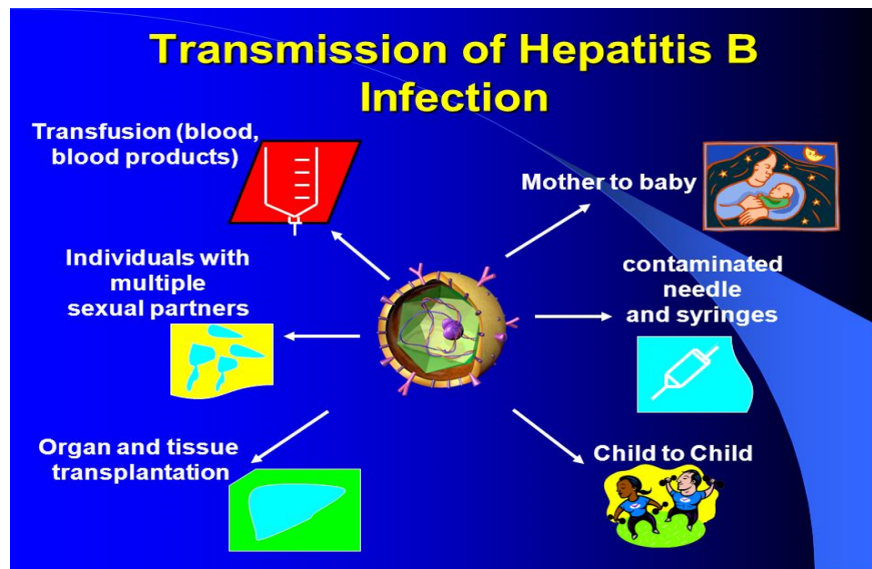 Transmission of Hepatitis B
Infection
Transfusion (blood,
blood products)
Mother to baby
Individuals with
multiple
sexual partners
contaminated
needle
and syringes
Organ and tissue
transplantation
Child to Child